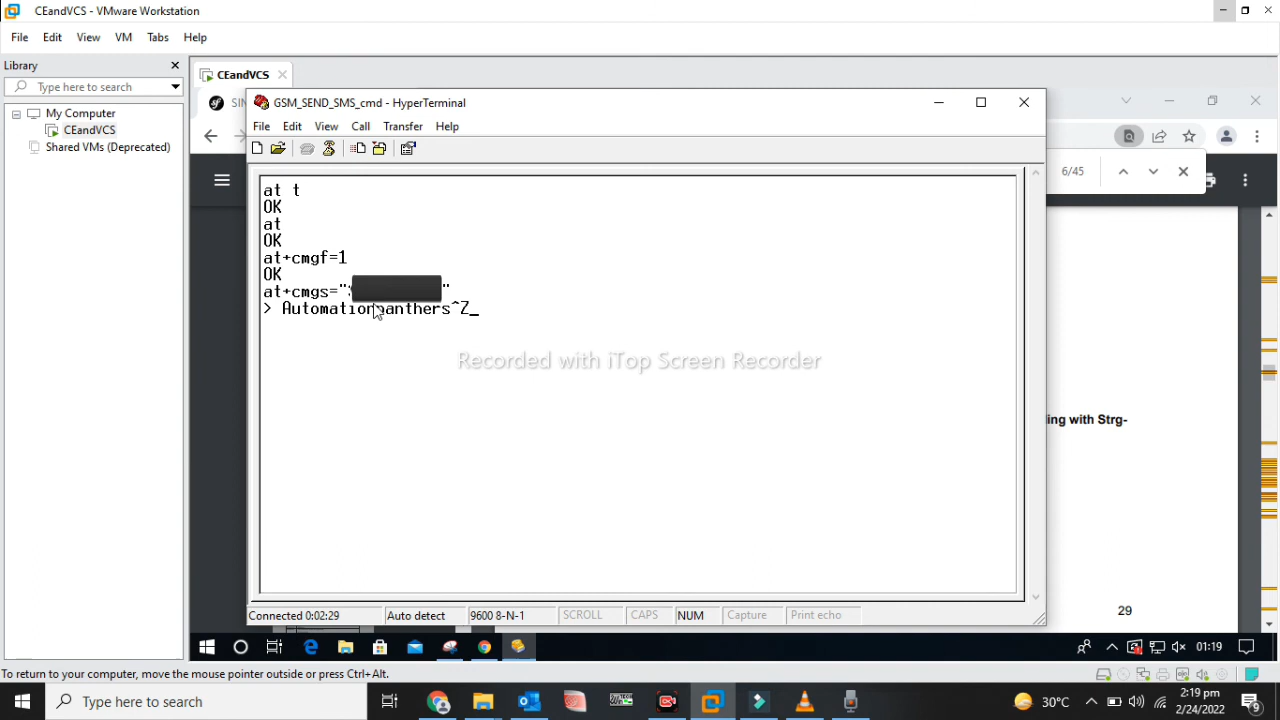 CEandVCS - VMware Workstation
File Edit View VM Tabs Help
Library
CEandVCS
Type here to search
GSM_SEND_SMS_cmd - HyperTerminal
My Computer
File Edit View Call Transfer Help
CEandVCS
Shared VMs (Deprecated)
6/45
at t
OK
at
OK
at+cmgf=1
OK
at+cmgs=" "
> Automationpanthers^Z_
Recorded with iTop Screen Recorder
ing with Strg-
29
Connected 0:02:29 Auto detect 9600 8-N-1 SCROLL CAPS NUM Capture Print echo
01:19
To return to your computer, move the mouse pointer outside or press Ctrl+Alt.
Type here to search
30°C
2:19 pm
2/24/2022
9